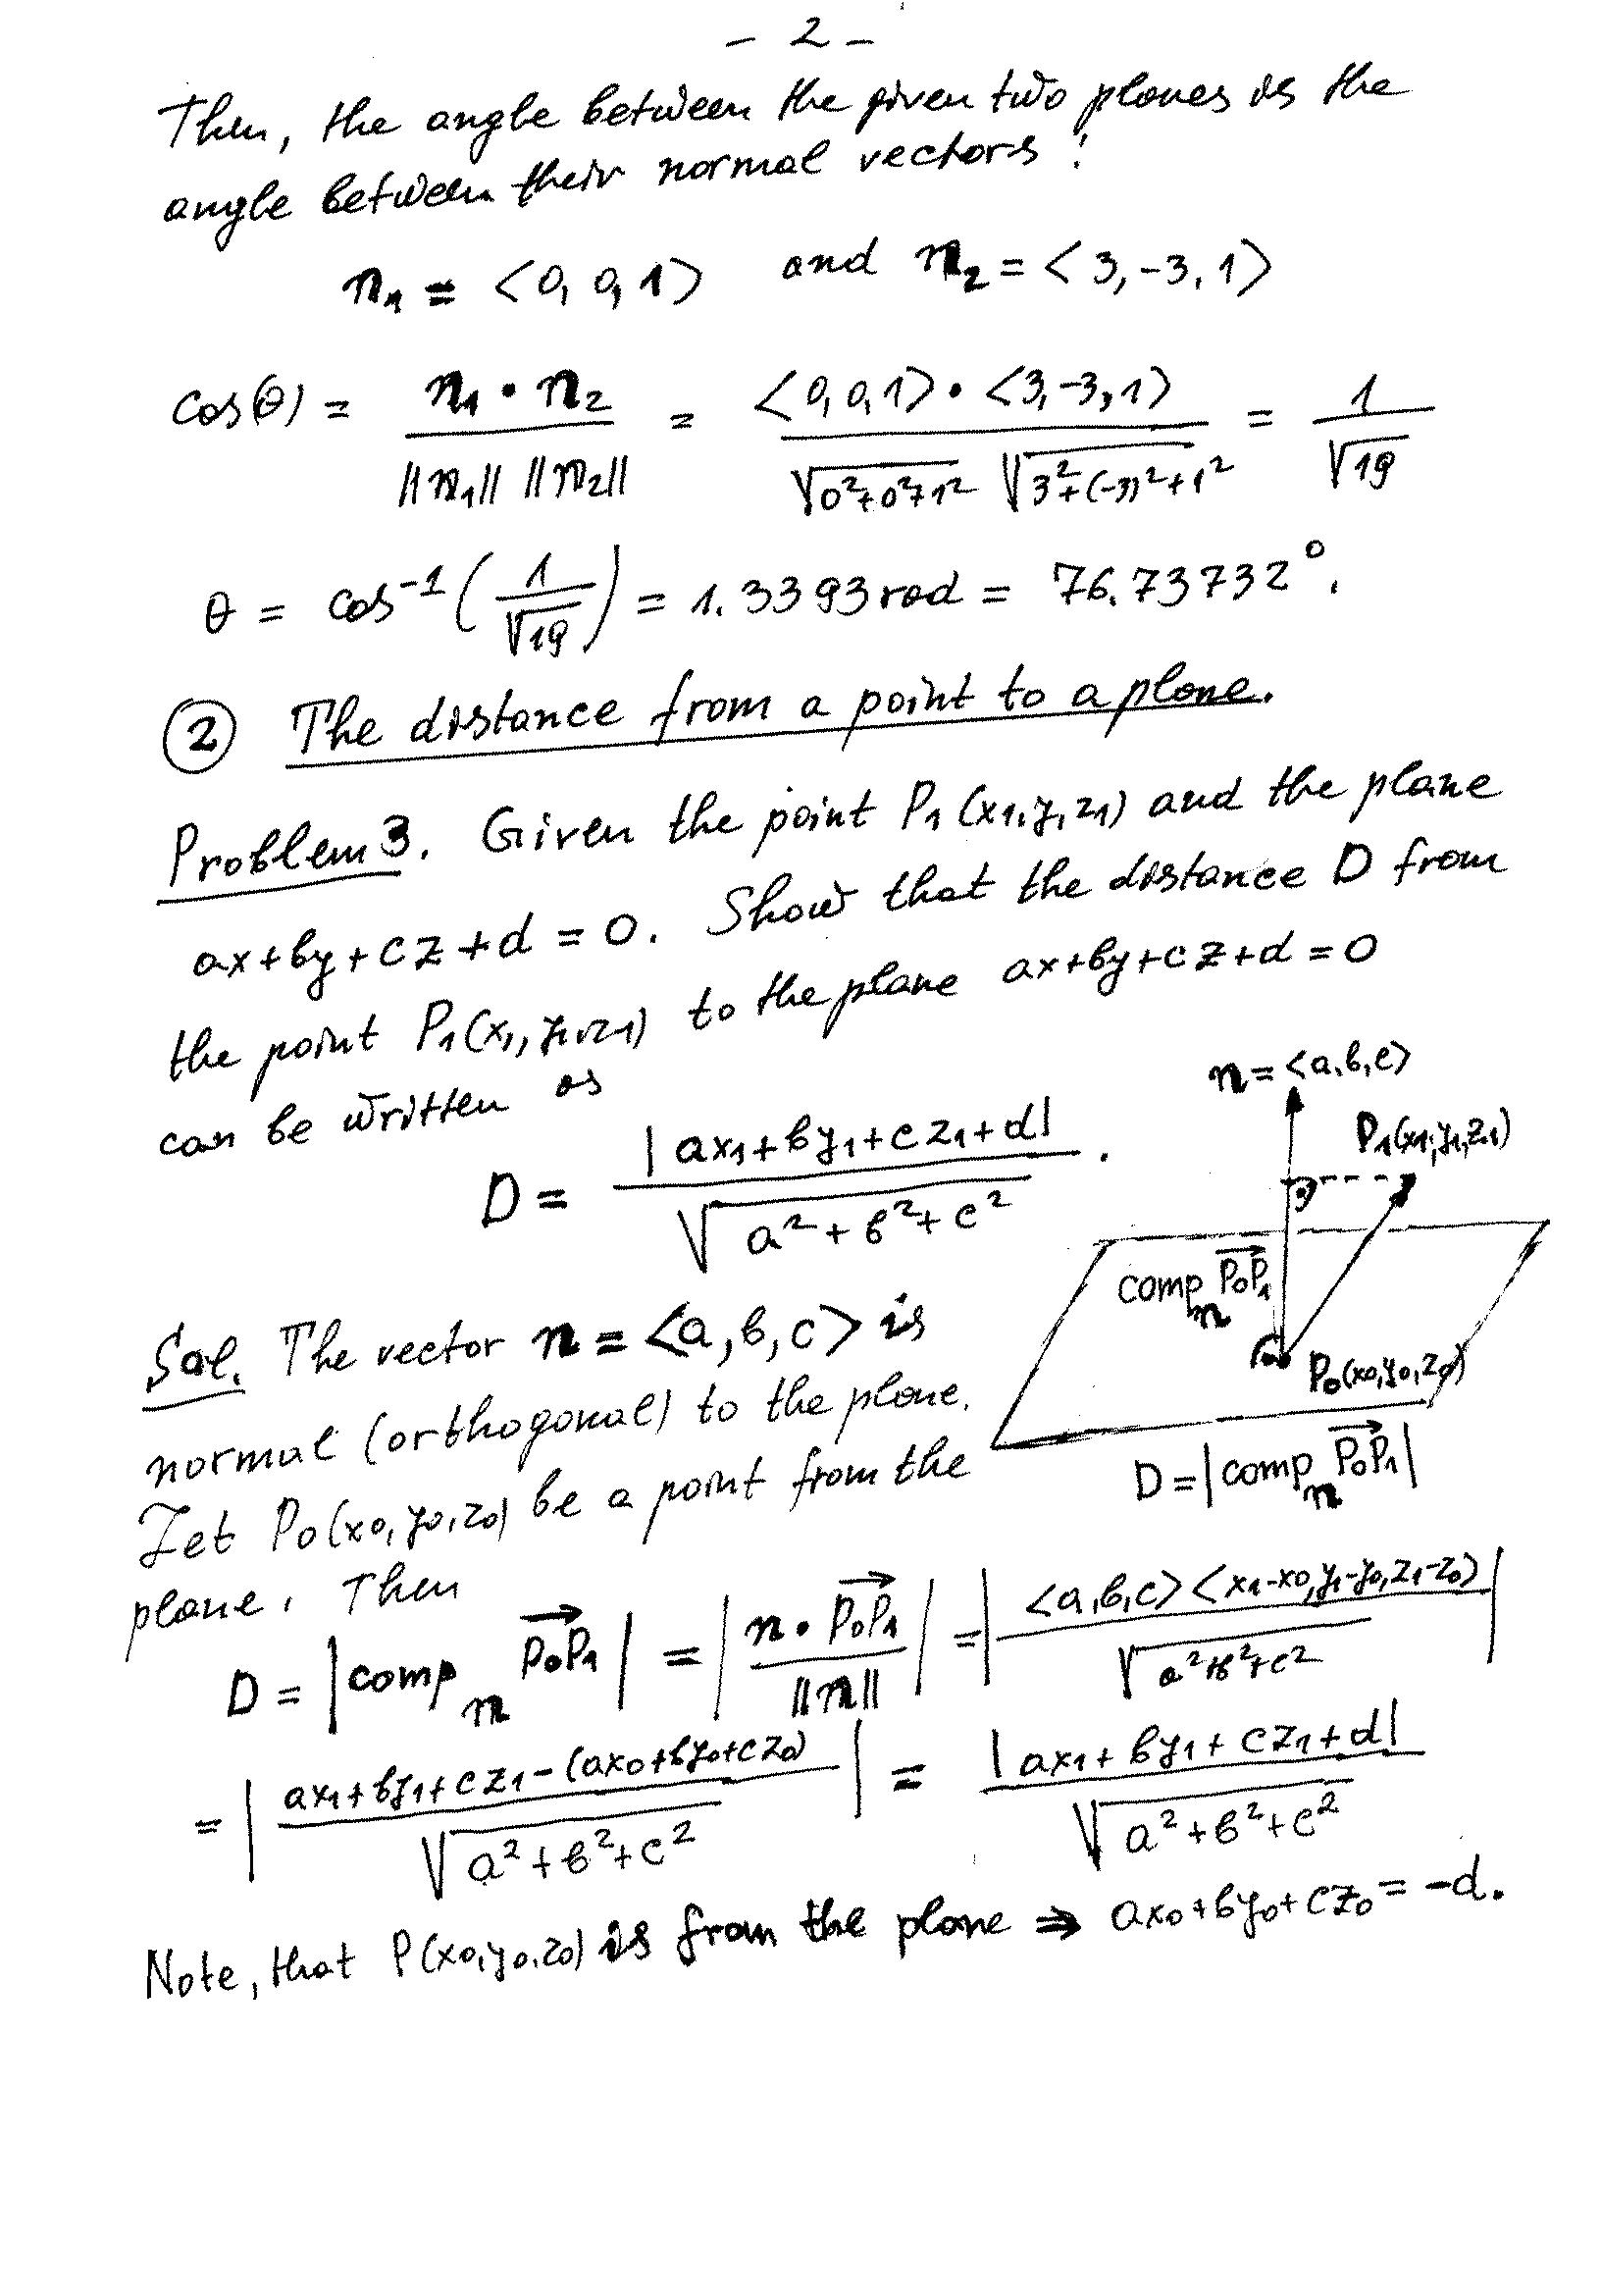 - 2 -
Then, the angle between the given two planes is the
angle between their normal vectors:
n₁ = <0, 0, 1> and n₂ = <3, -3, 1>
cos(θ) = (n₁ • n₂) / (||n₁|| ||n₂||) = (<0, 0, 1> • <3, -3, 1>) / (√(0²+0²+1²) √(3²+(-3)²+1²)) = 1/√19
θ = cos⁻¹(1/√19) = 1.3393 rad = 76.73732°.
② The distance from a point to a plane.
Problem 3. Given the point P₁(x₁, y, z₁) and the plane
ax+by+cz+d = 0. Show that the distance D from
the point P₁(x₁, y₁, z₁) to the plane ax+by+cz+d = 0
can be written as
D = |ax₁+by₁+cz₁+d| / √(a²+b²+c²).
n = <a,b,c>
P₁(x₁,y₁,z₁)
comp_n P₀P₁→
P₀(x₀,y₀,z₀)
D = |comp_n P₀P₁→|
Sol. The vector n = <a, b, c> is
normal (orthogonal) to the plane.
Let P₀(x₀, y₀, z₀) be a point from the
plane. Then
D = |comp_n P₀P₁→| = |(n • P₀P₁→) / ||n||| = |(<a,b,c> <x₁-x₀, y₁-y₀, z₁-z₀>) / √(a²+b²+c²)|
= |(ax₁+by₁+cz₁-(ax₀+by₀+cz₀)) / √(a²+b²+c²)| = |ax₁+by₁+cz₁+d| / √(a²+b²+c²)
Note, that P(x₀,y₀,z₀) is from the plane ⇒ ax₀+by₀+cz₀ = -d.